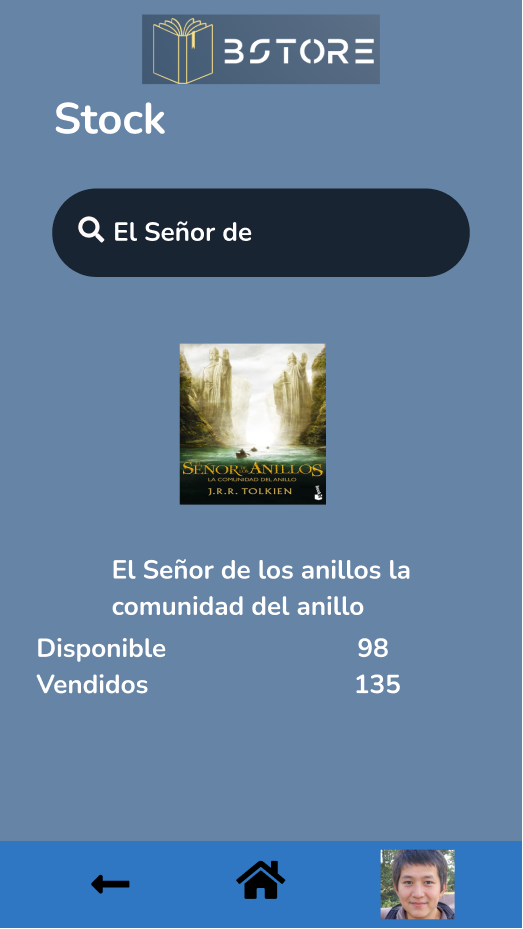 BSTORE
Stock
El Señor de
EL SEÑOR DE LOS ANILLOS
LA COMUNIDAD DEL ANILLO
J.R.R. TOLKIEN
El Señor de los anillos la
comunidad del anillo
Disponible 98
Vendidos 135